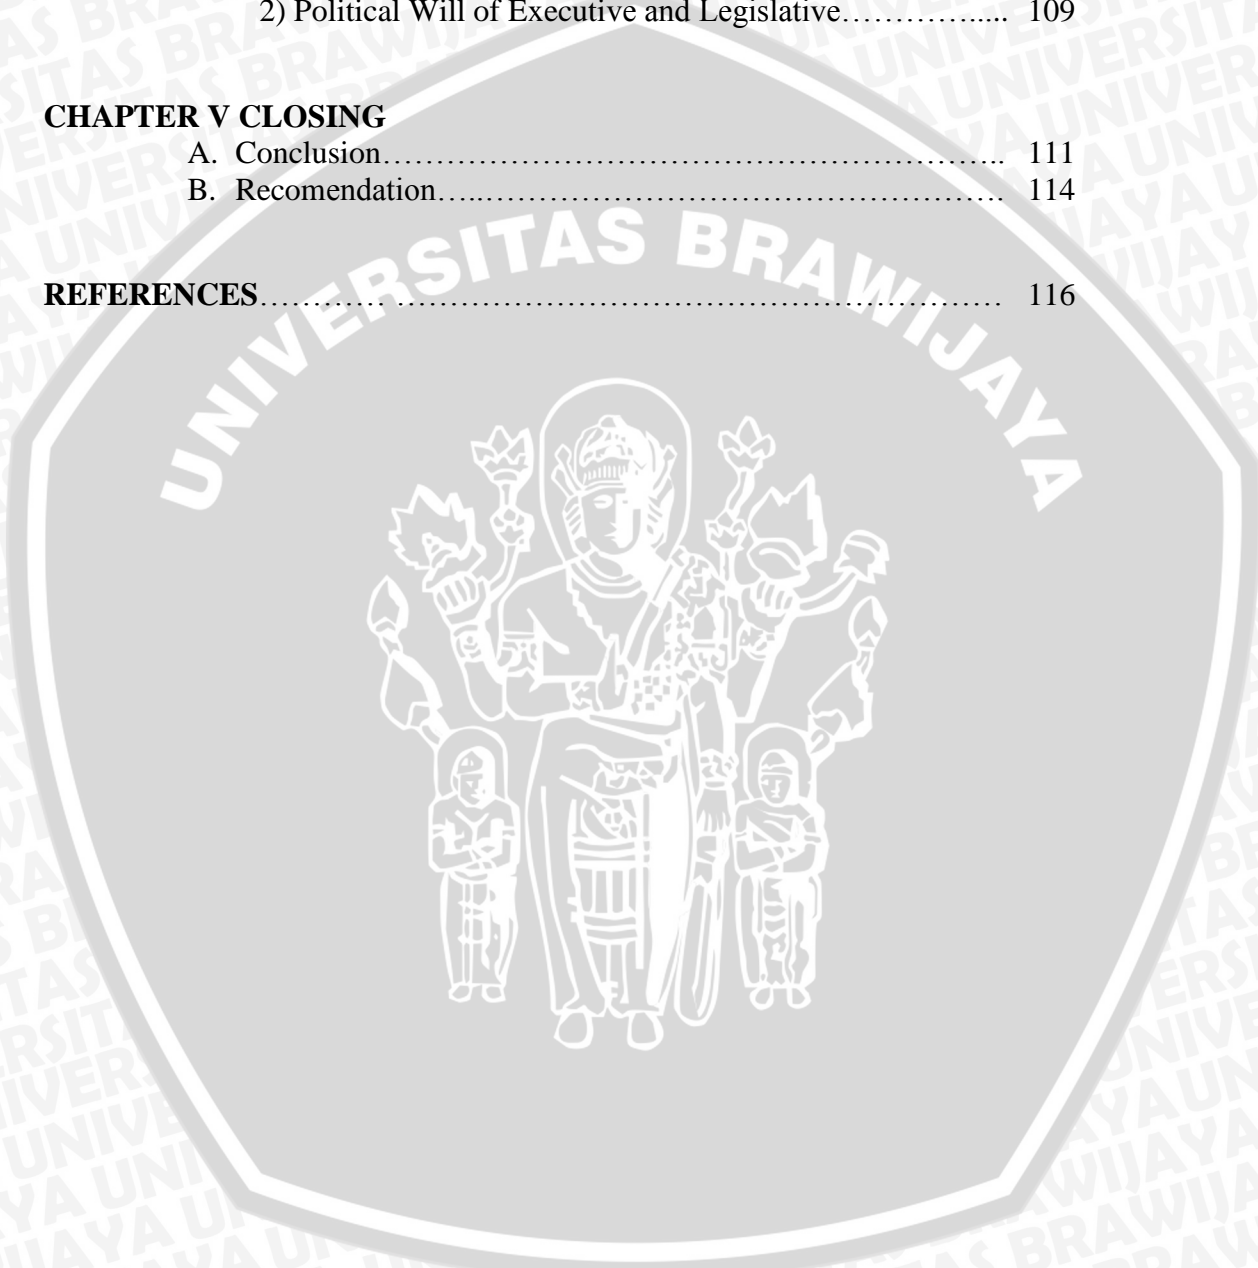 2) Political Will of Executive and Legislative…………..... 109
CHAPTER V CLOSING
A. Conclusion…………………………………………………………... 111
B. Recomendation…..………………………………………………. 114
REFERENCES………… …………………………………………………… 116
UNIVERSITAS BRAWIJAYA